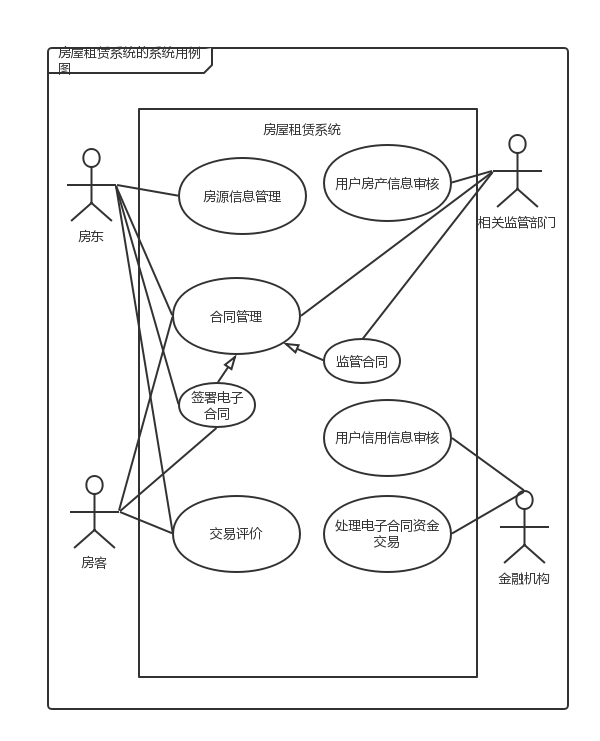 房屋租赁系统的系统用例
图
房屋租赁系统
房源信息管理
用户房产信息审核
房东
相关监管部门
合同管理
监管合同
签署电子
合同
用户信用信息审核
交易评价
处理电子合同资金
交易
房客
金融机构